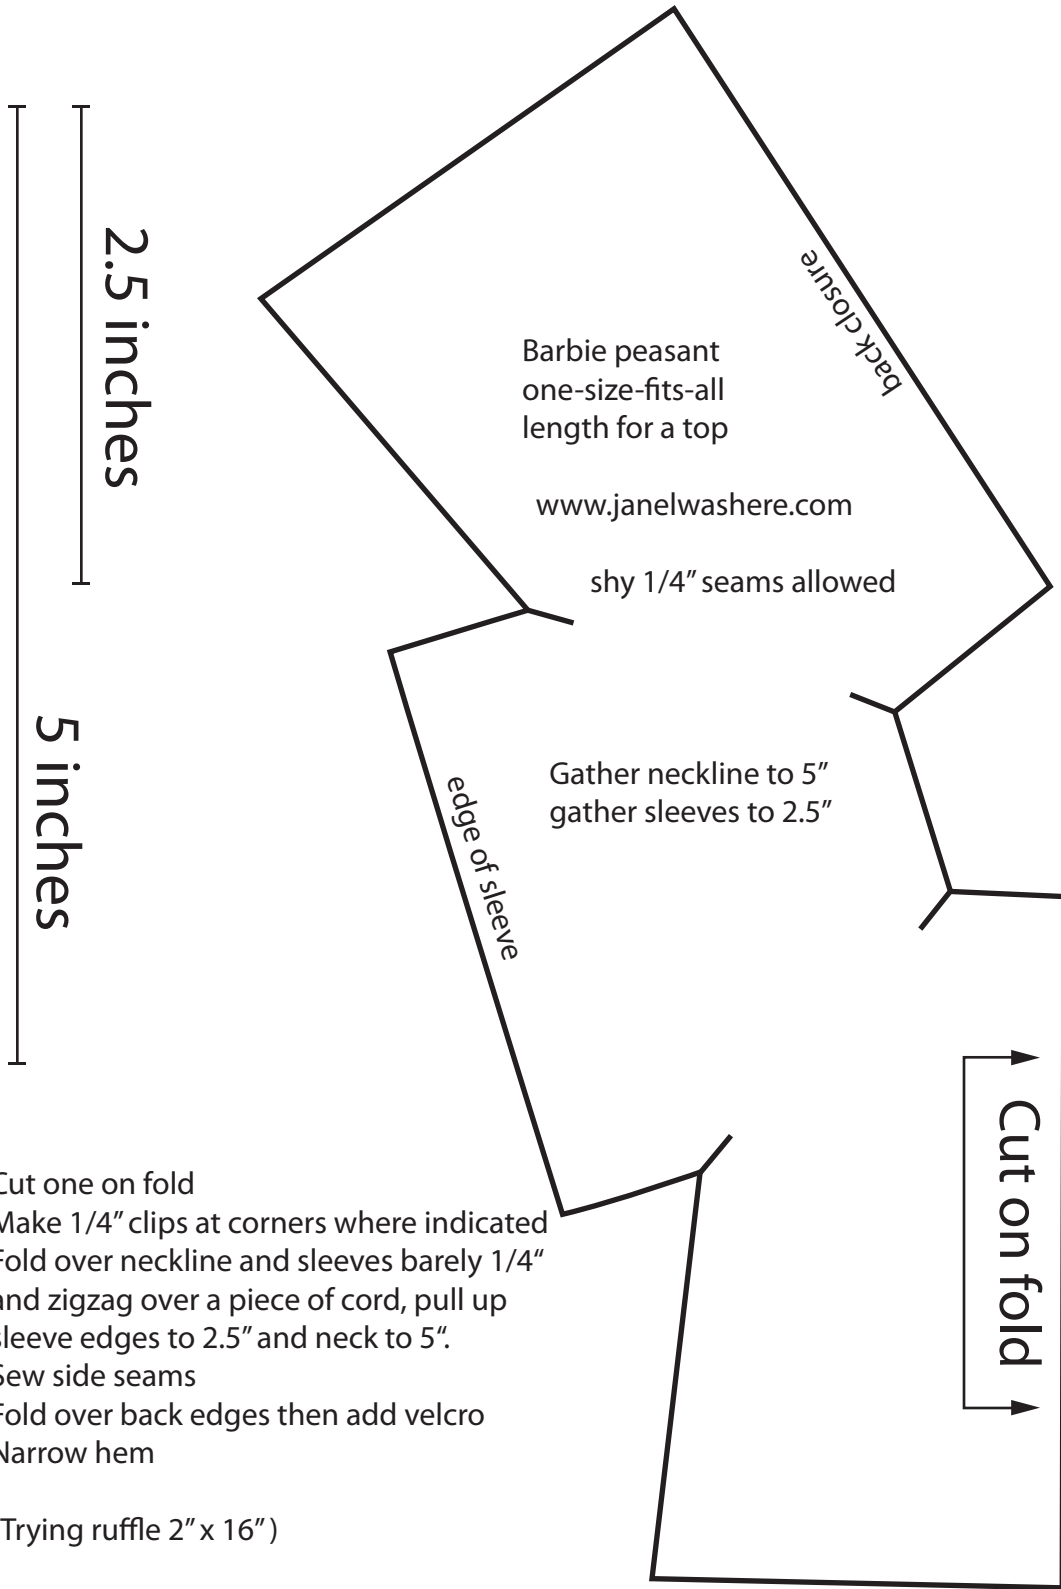 2.5 inches
5 inches
back closure
Barbie peasant
one-size-fits-all
length for a top
www.janelwashere.com
shy 1/4” seams allowed
Gather neckline to 5”
gather sleeves to 2.5”
edge of sleeve
Cut on fold
Cut one on fold
Make 1/4” clips at corners where indicated
Fold over neckline and sleeves barely 1/4“
and zigzag over a piece of cord, pull up
sleeve edges to 2.5” and neck to 5“.
Sew side seams
Fold over back edges then add velcro
Narrow hem
Trying ruffle 2” x 16” )